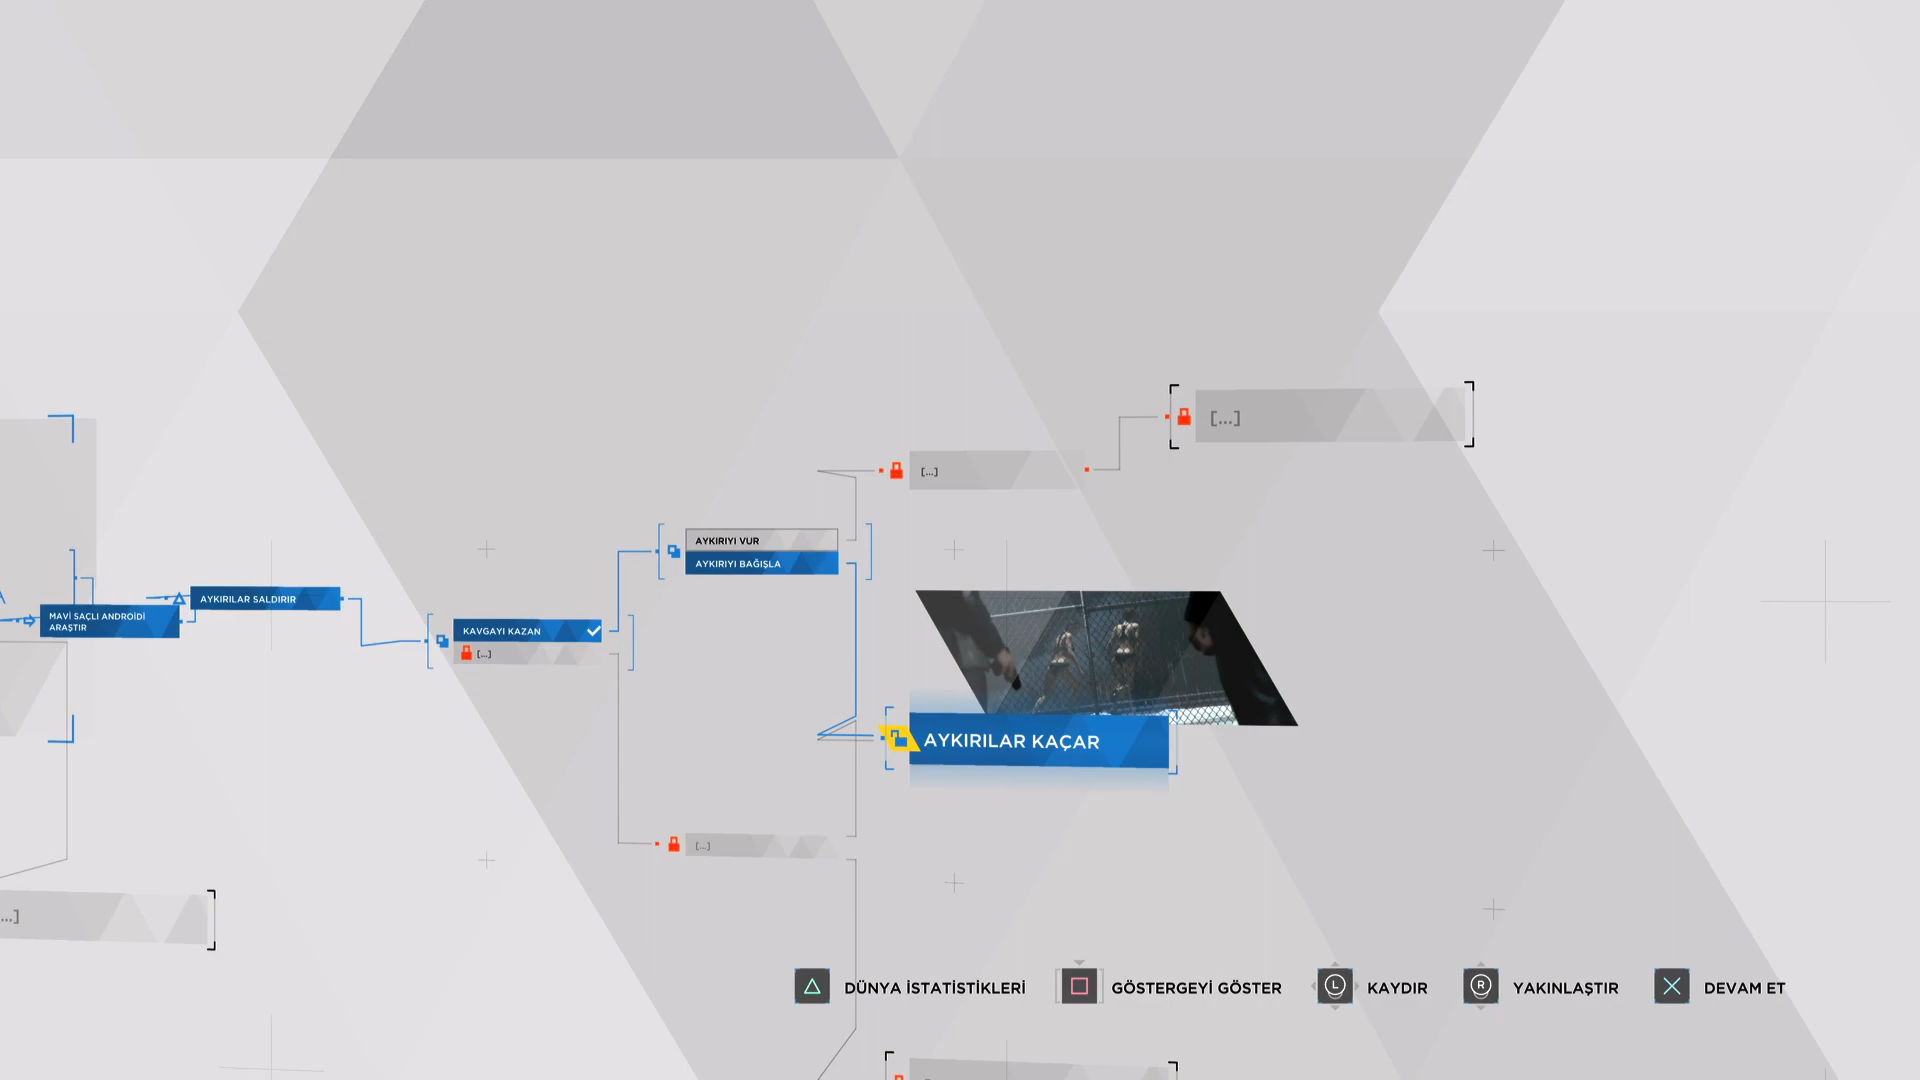 [...]
[...]
AYKIRIYI VUR
AYKIRIYI BAĞIŞLA
AYKIRILAR SALDIRIR
MAVİ SAÇLI ANDROİDİ
ARAŞTIR
KAVGAYI KAZAN
[...]
AYKIRILAR KAÇAR
[...]
...]
DÜNYA İSTATİSTİKLERİ
GÖSTERGEYİ GÖSTER
L
KAYDIR
R
YAKINLAŞTIR
DEVAM ET